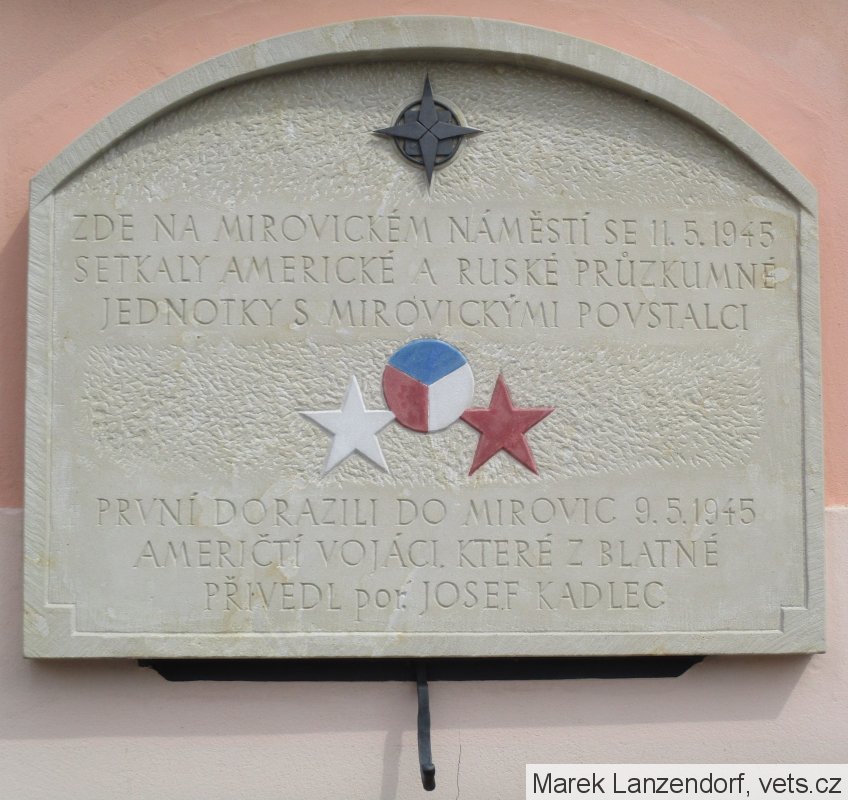 ZDE NA MIROVICKÉM NÁMĚSTÍ SE 11. 5. 1945
SETKALY AMERICKÉ A RUSKÉ PRŮZKUMNÉ
JEDNOTKY S MIROVICKÝMI POVSTALCI
PRVNÍ DORAZILI DO MIROVIC 9. 5. 1945
AMERIČTÍ VOJÁCI, KTERÉ Z BLATNÉ
PŘIVEDL por. JOSEF KADLEC
Marek Lanzendorf, vets.cz